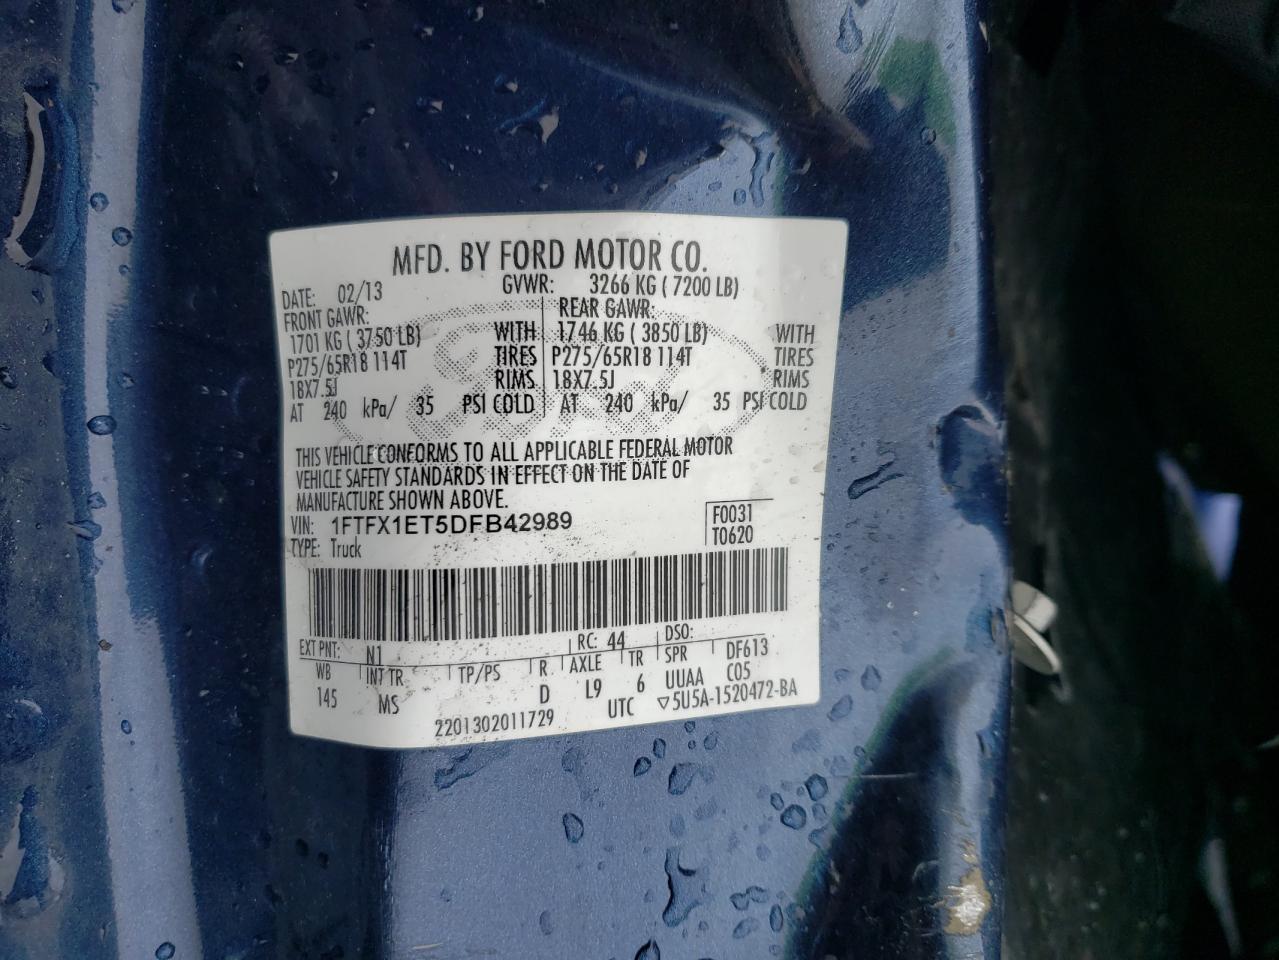 MFD. BY FORD MOTOR CO.
DATE: 02/13 GVWR: 3266 KG ( 7200 LB)
FRONT GAWR: REAR GAWR:
1701 KG ( 3750 LB) WITH 1746 KG ( 3850 LB) WITH
P275/65R18 114T TIRES P275/65R18 114T TIRES
18X7.5J RIMS 18X7.5J RIMS
AT 240 kPa/ 35 PSI COLD AT 240 kPa/ 35 PSI COLD
THIS VEHICLE CONFORMS TO ALL APPLICABLE FEDERAL MOTOR
VEHICLE SAFETY STANDARDS IN EFFECT ON THE DATE OF
MANUFACTURE SHOWN ABOVE.
VIN: 1FTFX1ET5DFB42989 F0031
TYPE: Truck T0620
EXT PNT: N1 RC: 44 DSO:
WB INT TR TP/PS R AXLE TR SPR DF613
145 MS D L9 6 UUAA C05
2201302011729 UTC ▽5U5A-1520472-BA